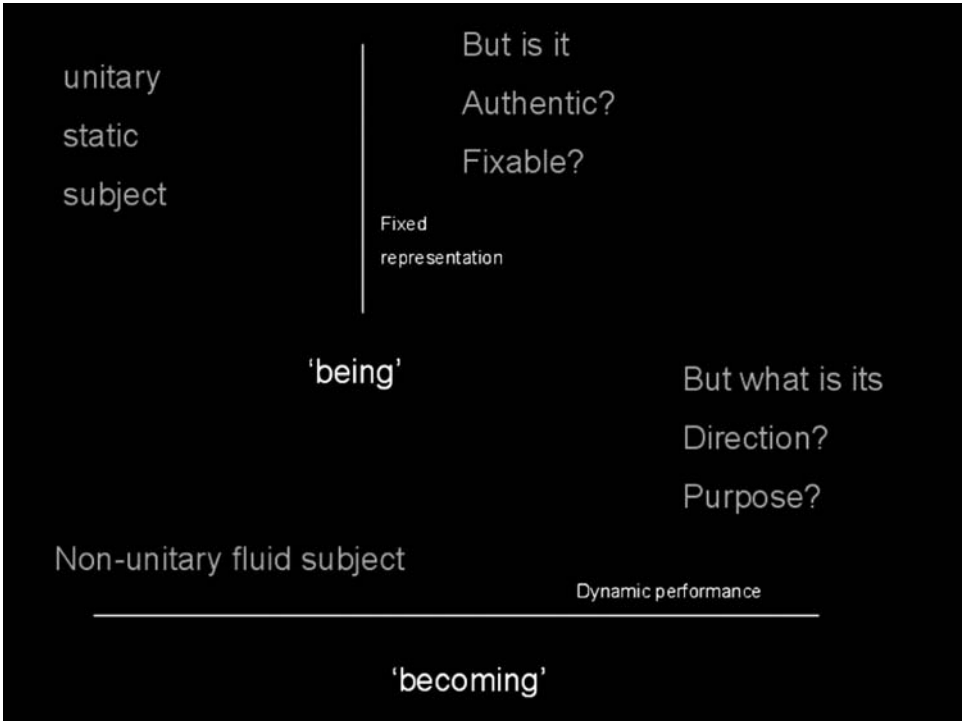 unitary
static
subject
But is it
Authentic?
Fixable?
Fixed
representation
‘being’
But what is its
Direction?
Purpose?
Non-unitary fluid subject
Dynamic performance
‘becoming’